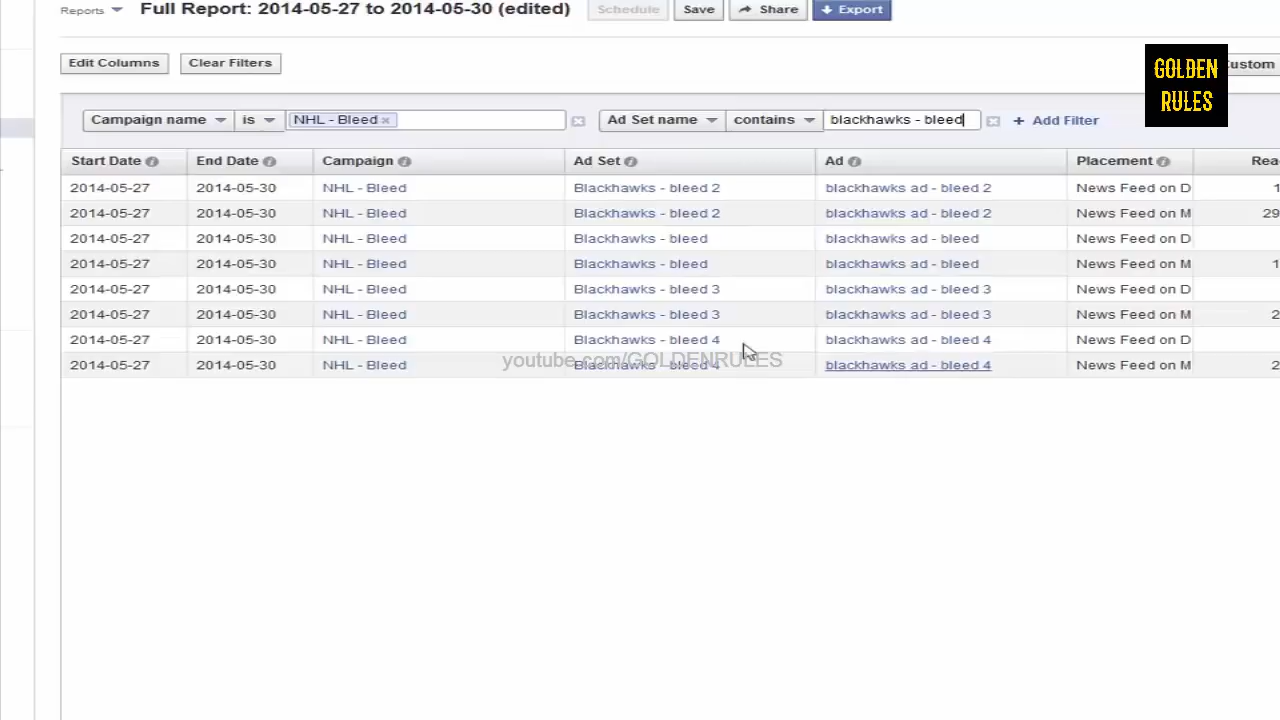 Reports Full Report: 2014-05-27 to 2014-05-30 (edited) Schedule Save Share Export
Edit Columns Clear Filters Custom
GOLDEN
RULES
Campaign name is NHL - Bleed × Ad Set name contains blackhawks - bleed + Add Filter
Start Date End Date Campaign Ad Set Ad Placement Rea
2014-05-27 2014-05-30 NHL - Bleed Blackhawks - bleed 2 blackhawks ad - bleed 2 News Feed on D 1
2014-05-27 2014-05-30 NHL - Bleed Blackhawks - bleed 2 blackhawks ad - bleed 2 News Feed on M 29
2014-05-27 2014-05-30 NHL - Bleed Blackhawks - bleed blackhawks ad - bleed News Feed on D
2014-05-27 2014-05-30 NHL - Bleed Blackhawks - bleed blackhawks ad - bleed News Feed on M 1
2014-05-27 2014-05-30 NHL - Bleed Blackhawks - bleed 3 blackhawks ad - bleed 3 News Feed on D
2014-05-27 2014-05-30 NHL - Bleed Blackhawks - bleed 3 blackhawks ad - bleed 3 News Feed on M 2
2014-05-27 2014-05-30 NHL - Bleed Blackhawks - bleed 4 blackhawks ad - bleed 4 News Feed on D
2014-05-27 2014-05-30 NHL - Bleed Blackhawks - bleed 4 blackhawks ad - bleed 4 News Feed on M 2
youtube.com/GOLDENRULES